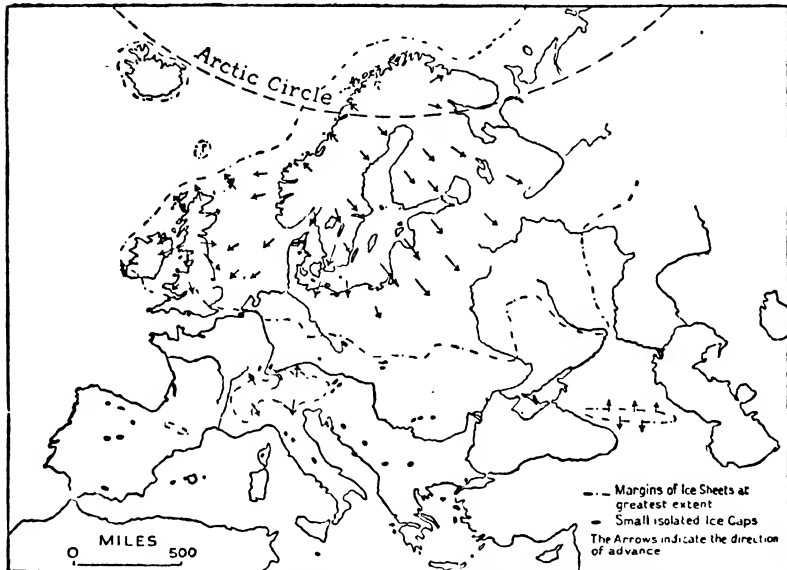 Arctic Circle
Margins of Ice Sheets at
greatest extent
Small isolated Ice Caps
The Arrows indicate the direction
of advance
MILES
0 500